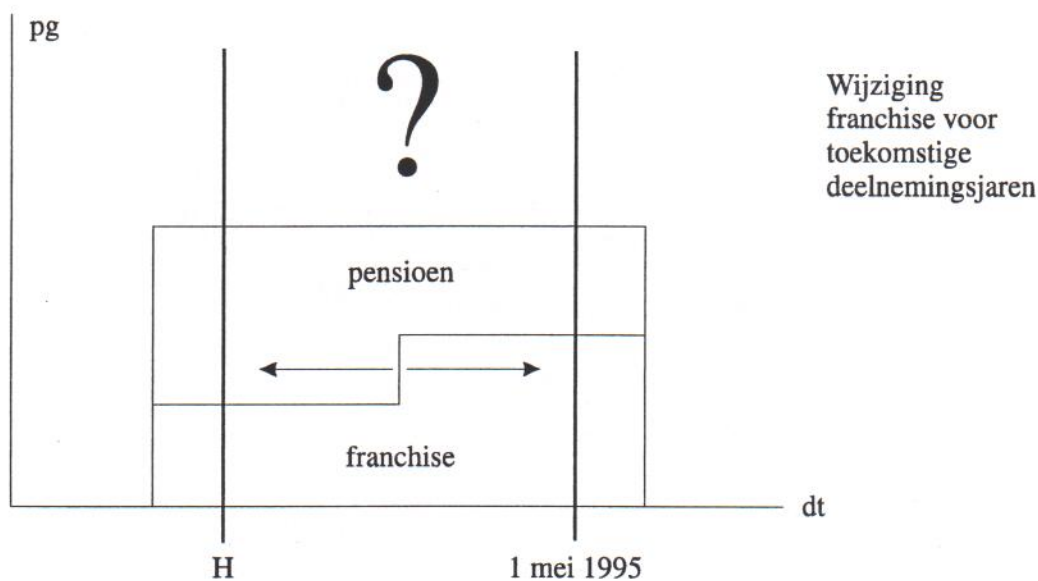 pg
?
Wijziging
franchise voor
toekomstige
deelnemingsjaren
pensioen
franchise
dt
H
1 mei 1995